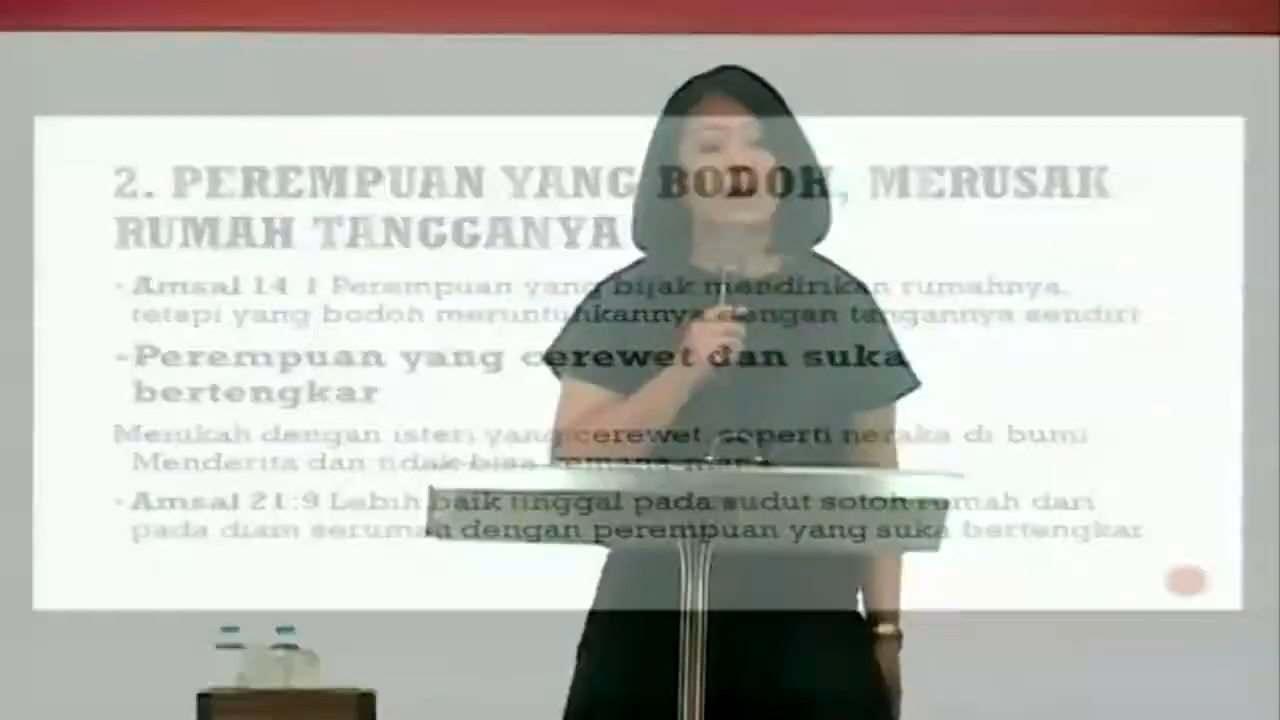 2. PEREMPUAN YANG BODOH, MERUSAK
RUMAH TANGGANYA
- Amsal 14:1 Perempuan yang bijak mendirikan rumahnya,
tetapi yang bodoh meruntuhkannya dengan tangannya sendiri
-Perempuan yang cerewet dan suka
bertengkar
Menikah dengan isteri yang cerewet seperti neraka di bumi
Menderita dan tidak bisa
- Amsal 21:9 Lebih baik tinggal pada sudut sotoh rumah dari
pada diam serumah dengan perempuan yang suka bertengkar